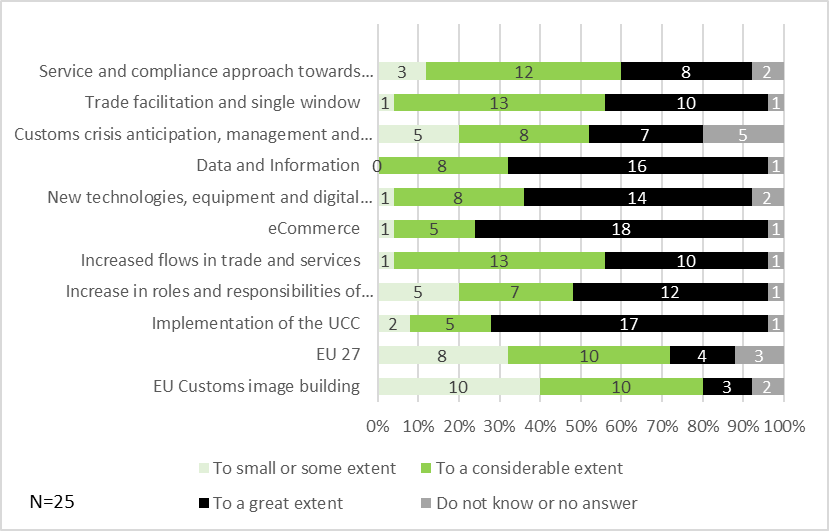 Service and compliance approach towards... 3 12 8 2
Trade facilitation and single window 1 13 10 1
Customs crisis anticipation, management and... 5 8 7 5
Data and Information 0 8 16 1
New technologies, equipment and digital... 1 8 14 2
eCommerce 1 5 18 1
Increased flows in trade and services 1 13 10 1
Increase in roles and responsibilities of... 5 7 12 1
Implementation of the UCC 2 5 17 1
EU 27 8 10 4 3
EU Customs image building 10 10 3 2
0% 10% 20% 30% 40% 50% 60% 70% 80% 90% 100%
To small or some extent To a considerable extent
To a great extent Do not know or no answer
N=25